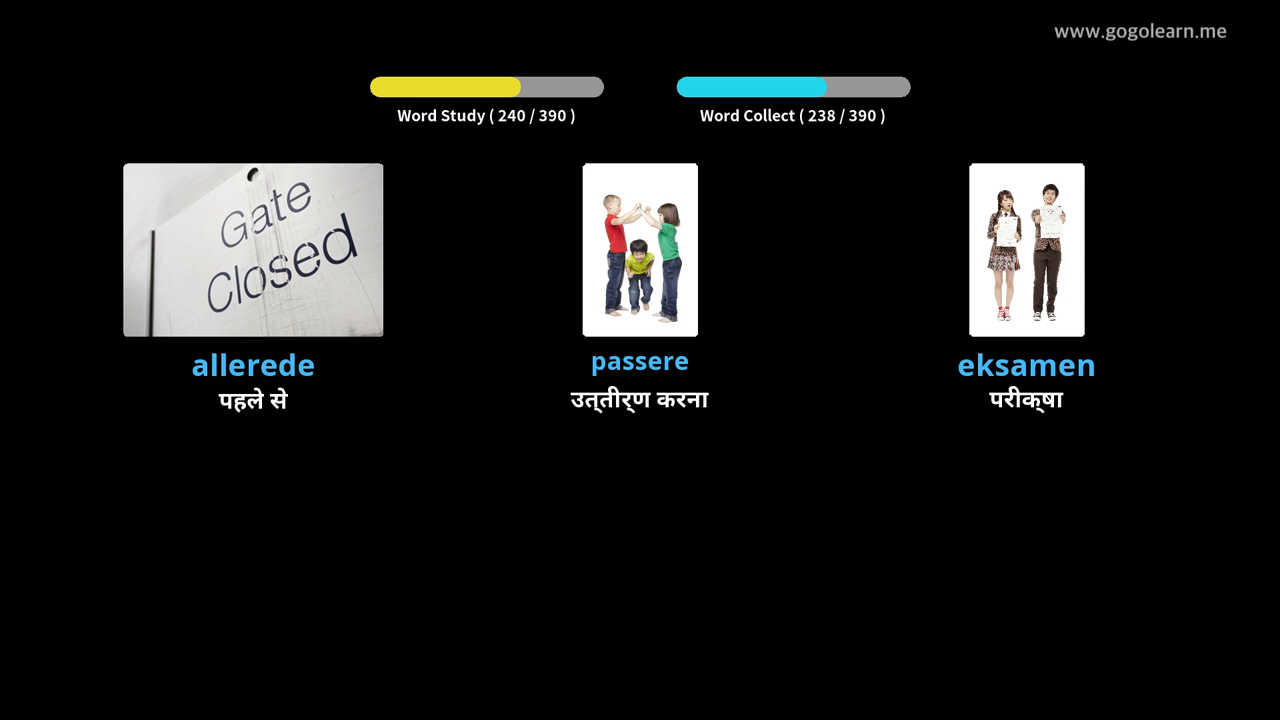 www.gogolearn.me
Word Study ( 240 / 390 )
Word Collect ( 238 / 390 )
Gate
Closed
allerede
passere
eksamen
पहले से
उत्‌तीर्‌ण करना
परीक्‌षा